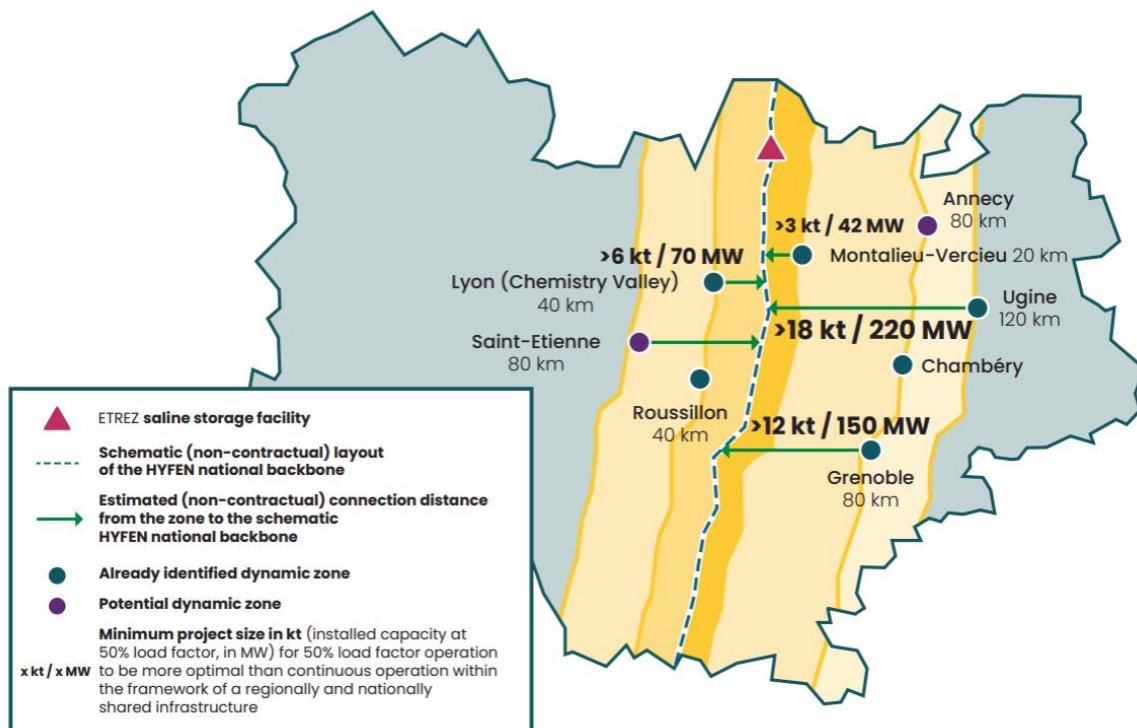 Annecy
80 km
>3 kt / 42 MW
Montalieu-Vercieu 20 km
>6 kt / 70 MW
Lyon (Chemistry Valley)
40 km
Ugine
120 km
>18 kt / 220 MW
Saint-Etienne
80 km
Chambéry
Roussillon
40 km
>12 kt / 150 MW
Grenoble
80 km
ETREZ saline storage facility
Schematic (non-contractual) layout
of the HYFEN national backbone
Estimated (non-contractual) connection distance
from the zone to the schematic
HYFEN national backbone
Already identified dynamic zone
Potential dynamic zone
Minimum project size in kt (installed capacity at
50% load factor, in MW) for 50% load factor operation
x kt / x MW to be more optimal than continuous operation within
the framework of a regionally and nationally
shared infrastructure